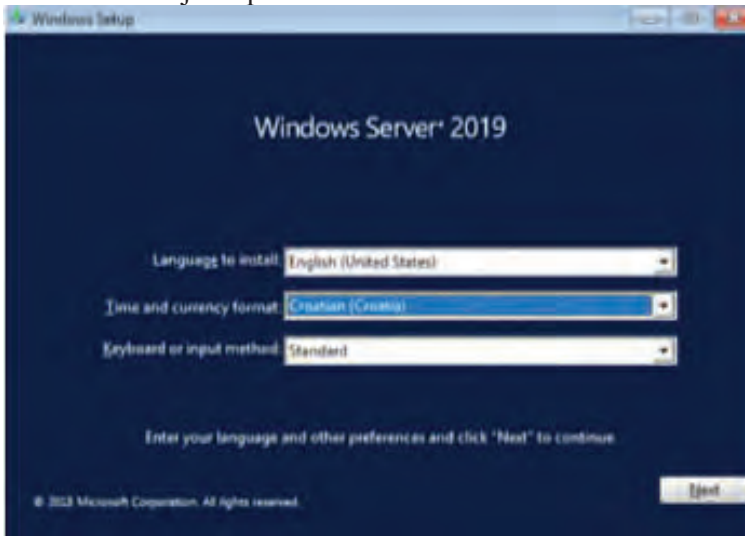 Windows Setup
Windows Server® 2019
Language to install: English (United States)
Time and currency format: Croatian (Croatia)
Keyboard or input method: Standard
Enter your language and other preferences and click "Next" to continue.
© 2018 Microsoft Corporation. All rights reserved.
Next